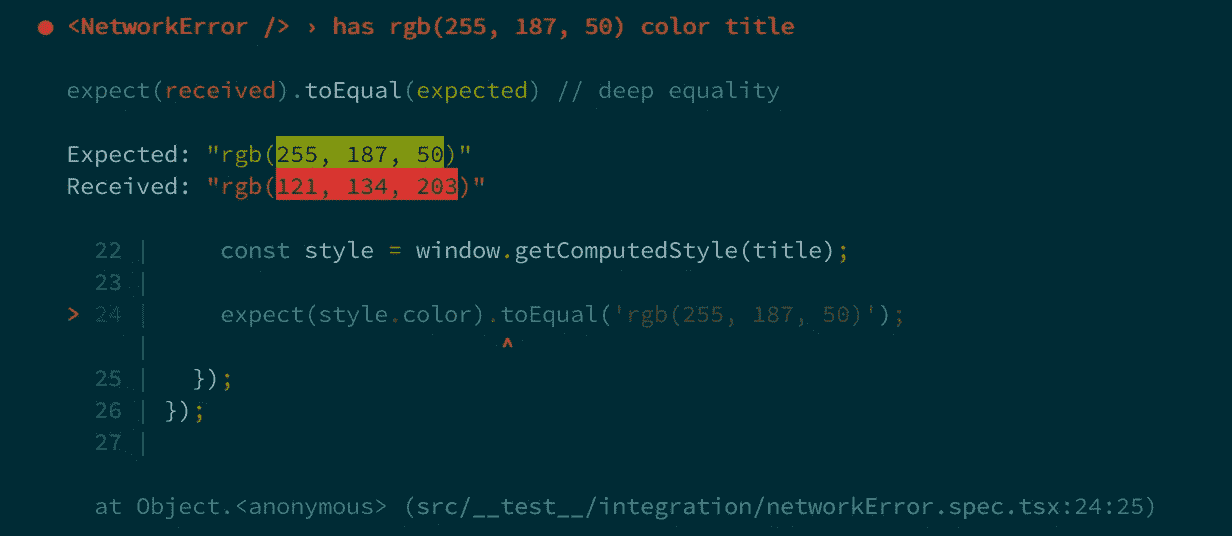 ● <NetworkError /> › has rgb(255, 187, 50) color title
expect(received).toEqual(expected) // deep equality
Expected: "rgb(255, 187, 50)"
Received: "rgb(121, 134, 203)"
22 |     const style = window.getComputedStyle(title);
23 |
> 24 |     expect(style.color).toEqual('rgb(255, 187, 50)');
|                         ^
25 |   });
26 | });
27 |
at Object.<anonymous> (src/__test__/integration/networkError.spec.tsx:24:25)